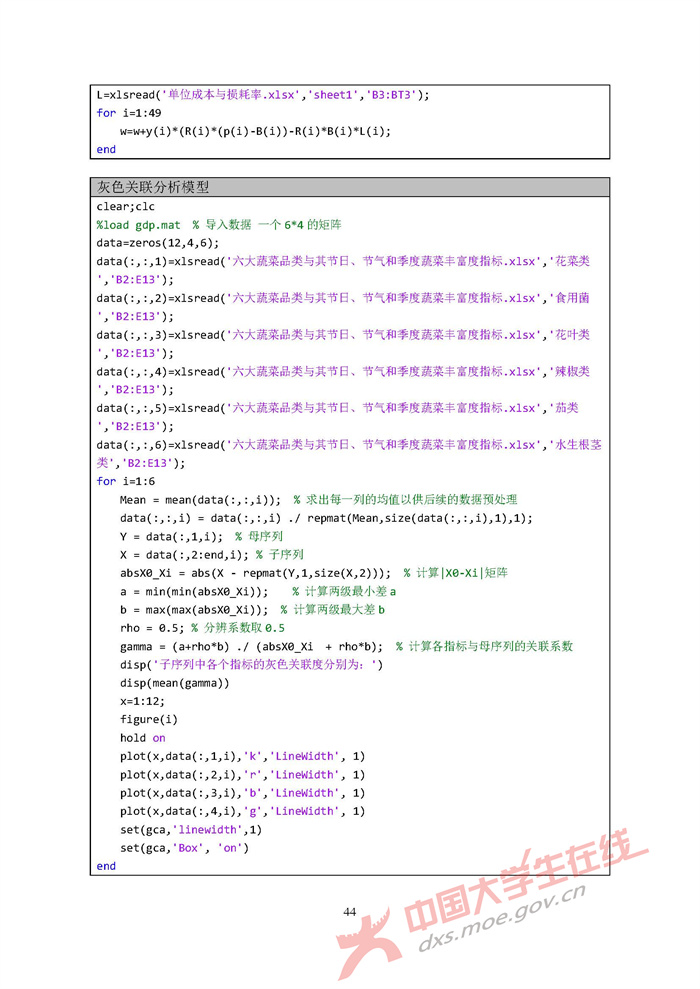 L=xlsread('单位成本与损耗率.xlsx','sheet1','B3:BT3');
for i=1:49
w=w+y(i)*(R(i)*(p(i)-B(i))-R(i)*B(i)*L(i);
end
灰色关联分析模型
clear;clc
%load gdp.mat % 导入数据 一个 6*4 的矩阵
data=zeros(12,4,6);
data(:,:,1)=xlsread('六大蔬菜品类与其节日、节气和季度蔬菜丰富度指标.xlsx','花菜类
','B2:E13');
data(:,:,2)=xlsread('六大蔬菜品类与其节日、节气和季度蔬菜丰富度指标.xlsx','食用菌
','B2:E13');
data(:,:,3)=xlsread('六大蔬菜品类与其节日、节气和季度蔬菜丰富度指标.xlsx','花叶类
','B2:E13');
data(:,:,4)=xlsread('六大蔬菜品类与其节日、节气和季度蔬菜丰富度指标.xlsx','辣椒类
','B2:E13');
data(:,:,5)=xlsread('六大蔬菜品类与其节日、节气和季度蔬菜丰富度指标.xlsx','茄类
','B2:E13');
data(:,:,6)=xlsread('六大蔬菜品类与其节日、节气和季度蔬菜丰富度指标.xlsx','水生根茎
类','B2:E13');
for i=1:6
Mean = mean(data(:,:,i)); % 求出每一列的均值以供后续的数据预处理
data(:,:,i) = data(:,:,i) ./ repmat(Mean,size(data(:,:,i),1),1);
Y = data(:,1,i); % 母序列
X = data(:,2:end,i); % 子序列
absX0_Xi = abs(X - repmat(Y,1,size(X,2))); % 计算|X0-Xi|矩阵
a = min(min(absX0_Xi)); % 计算两级最小差 a
b = max(max(absX0_Xi)); % 计算两级最大差 b
rho = 0.5; % 分辨系数取 0.5
gamma = (a+rho*b) ./ (absX0_Xi + rho*b); % 计算各指标与母序列的关联系数
disp('子序列中各个指标的灰色关联度分别为：')
disp(mean(gamma))
x=1:12;
figure(i)
hold on
plot(x,data(:,1,i),'k','LineWidth', 1)
plot(x,data(:,2,i),'r','LineWidth', 1)
plot(x,data(:,3,i),'b','LineWidth', 1)
plot(x,data(:,4,i),'g','LineWidth', 1)
set(gca,'linewidth',1)
set(gca,'Box', 'on')
end
44
中国大学生在线
dxs.moe.gov.cn